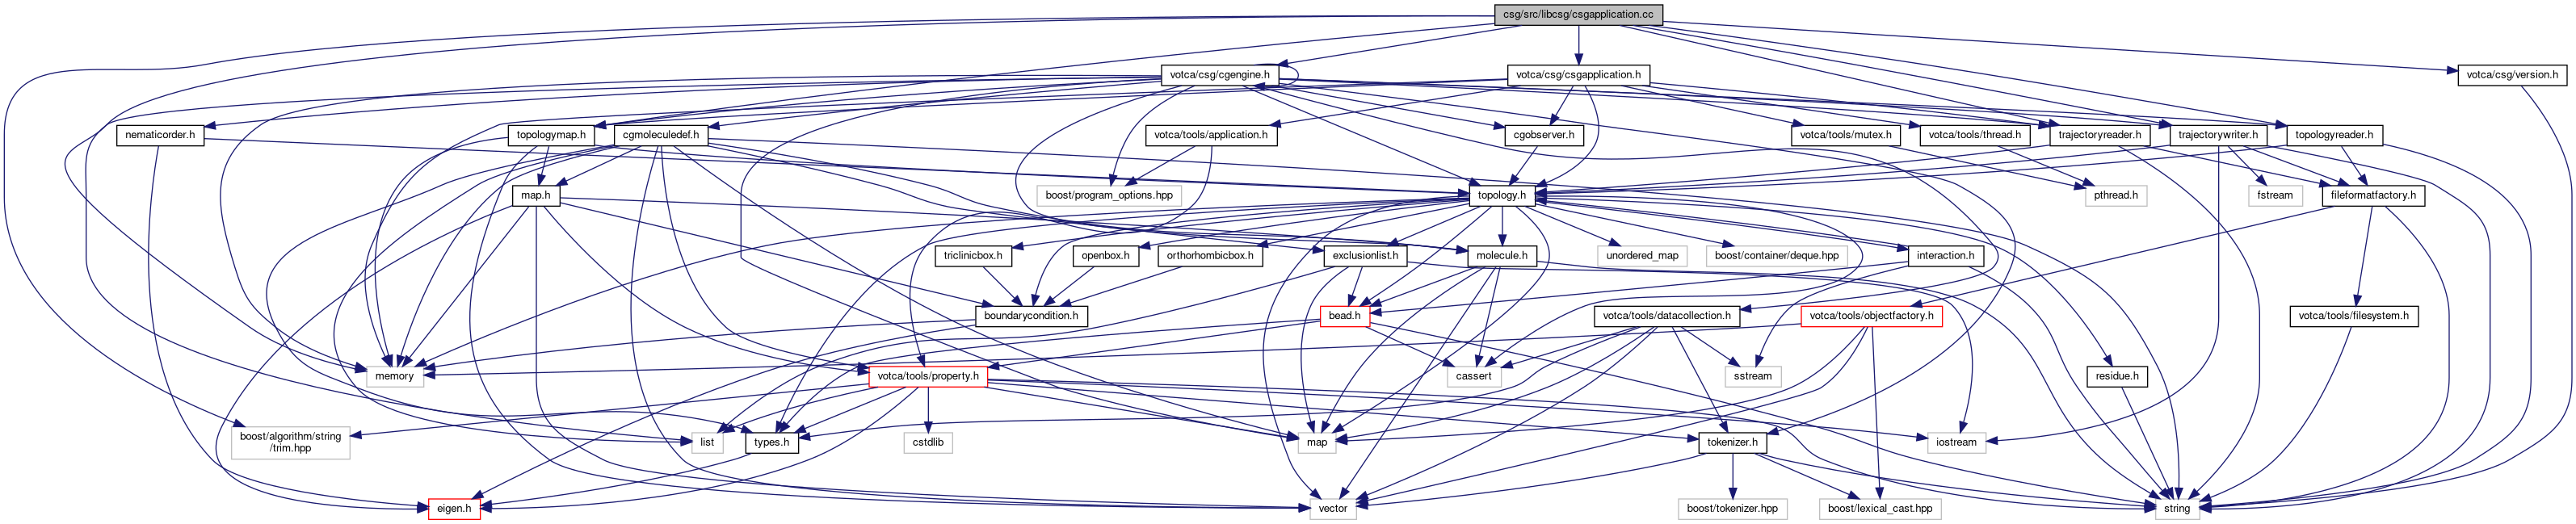 csg/src/libcsg/csgapplication.cc
votca/csg/cgengine.h
votca/csg/csgapplication.h
votca/csg/version.h
nematicorder.h
topologymap.h
cgmoleculedef.h
votca/tools/application.h
cgobserver.h
votca/tools/mutex.h
votca/tools/thread.h
trajectoryreader.h
trajectorywriter.h
topologyreader.h
map.h
boost/program_options.hpp
topology.h
pthread.h
fstream
fileformatfactory.h
triclinicbox.h
openbox.h
orthorhombicbox.h
exclusionlist.h
molecule.h
unordered_map
boost/container/deque.hpp
interaction.h
boundarycondition.h
bead.h
votca/tools/datacollection.h
votca/tools/objectfactory.h
votca/tools/filesystem.h
memory
votca/tools/property.h
cassert
sstream
residue.h
boost/algorithm/string
/trim.hpp
list
types.h
cstdlib
map
tokenizer.h
iostream
eigen.h
vector
boost/tokenizer.hpp
boost/lexical_cast.hpp
string